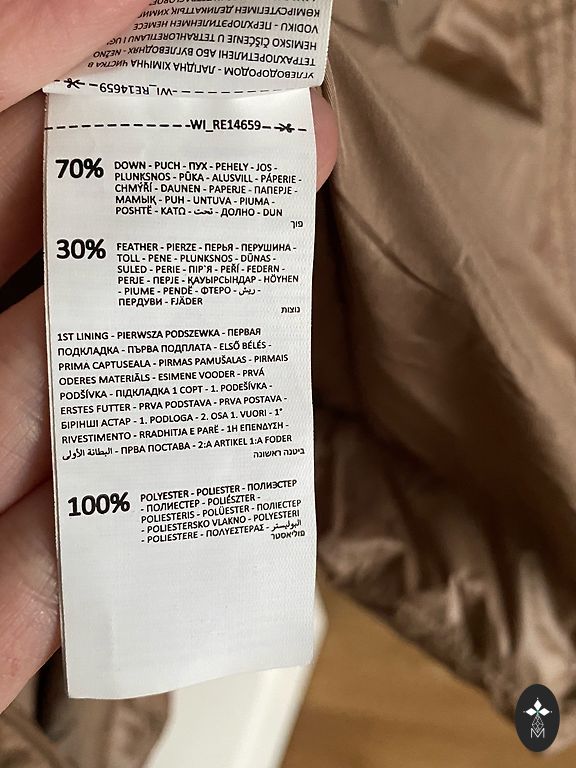 УГЛЕВОДОРОДОМ - ЛАГІДНА ХІМІЧНА ЧИСТКА В
ТЕТРАХЛОРЕТИЛЕНІ АБО ВУГЛЕВОДНЯХ - NEŽNO
HEMIJSKO ČIŠĆENJE U TETRAHLORETILENU I
WI_RE14659
WI_RE14659
70% DOWN - PUCH - ПУХ - PEHELY - JOS -
PLUNKSNOS - PŪKA - ALUSVILL - PÁPERIE -
CHMÝŘÍ - DAUNEN - PAPERJE - ПАПЕРЈЕ -
МАМЫҚ - PUH - UNTUVA - PIUMA -
POSHTË - ΚΑΤΩ - تحت - ДОЛНО - DUN
פוך
30% FEATHER - PIERZE - ПЕРЬЯ - ПЕРУШИНА -
TOLL - PENE - PLUNKSNOS - DŪNAS -
SULED - PERIE - ПІР`Я - PEŘÍ - FEDERN -
PERJE - ПЕРЈЕ - ҚАУЫРСЫНДАР - HÖYHEN
- PIUME - PENDË - ΦΤΕΡΟ - ريش -
ПЕРДУВИ - FJÄDER
נוצות
1ST LINING - PIERWSZA PODSZEWKA - ПЕРВАЯ
ПОДКЛАДКА - ПЪРВА ПОДПЛАТА - ELSŐ BÉLÉS -
PRIMA CAPTUSEALA - PIRMAS PAMUŠALAS - PIRMAIS
ODERES MATERIĀLS - ESIMENE VOODER - PRVÁ
PODŠÍVKA - ПІДКЛАДКА 1 СОРТ - 1. PODEŠÍVKA -
ERSTES FUTTER - PRVA PODSTAVA - PRVA POSTAVA -
БІРІНШІ АСТАР - 1. PODLOGA - 2. OSA 1. VUORI - 1°
RIVESTIMENTO - RRADHITJA E PARË - 1Η ΕΠΕΝΔΥΣΗ -
البطانة الأولى - ПРВА ПОСТАВА - 2:A ARTIKEL 1:A FODER
ביטנה ראשונה
100% POLYESTER - POLIESTER - ПОЛИЭСТЕР
- ПОЛИЕСТЕР - POLIÉSZTER -
POLIESTERIS - POLÜESTER - ПОЛІЕСТЕР
- POLIESTERSKO VLAKNO - POLYESTERI
- POLIESTERE - ΠΟΛΥΕΣΤΕΡΑΣ - البوليستر
פוליאסטר
M